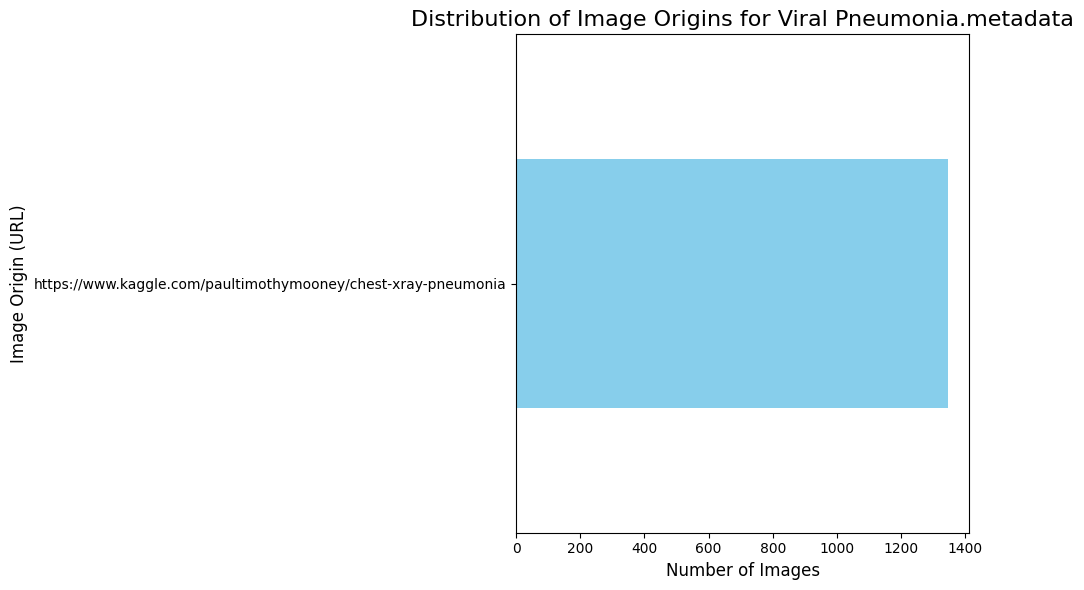 Distribution of Image Origins for Viral Pneumonia.metadata
Image Origin (URL)
https://www.kaggle.com/paultimothymooney/chest-xray-pneumonia
0 200 400 600 800 1000 1200 1400
Number of Images